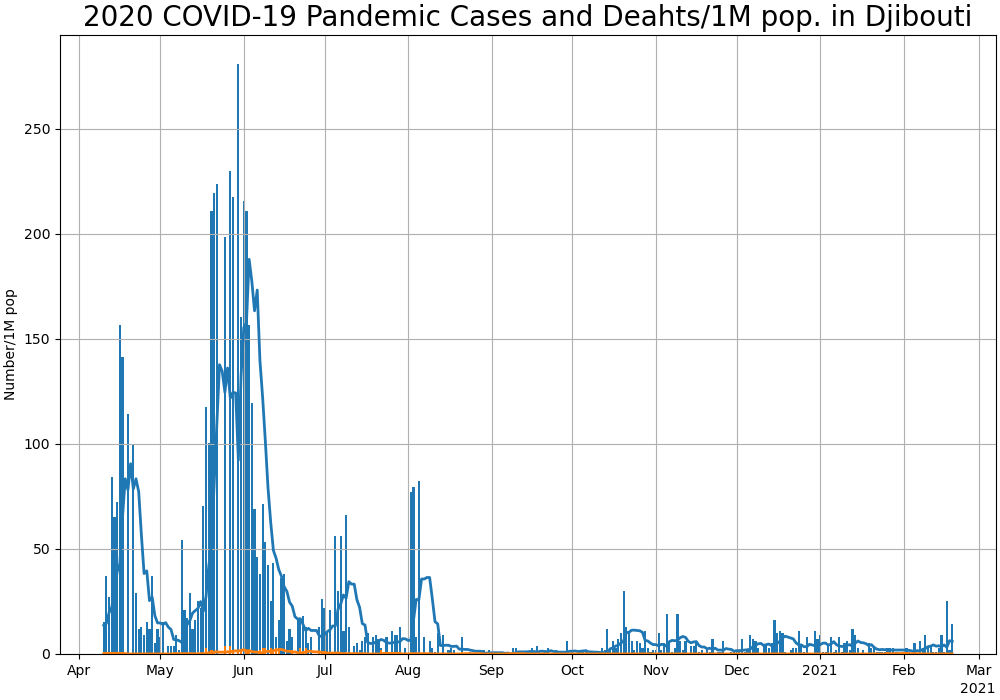 2020 COVID-19 Pandemic Cases and Deahts/1M pop. in Djibouti
Number/1M pop
250
200
150
100
50
0
Apr May Jun Jul Aug Sep Oct Nov Dec 2021 Feb Mar
2021